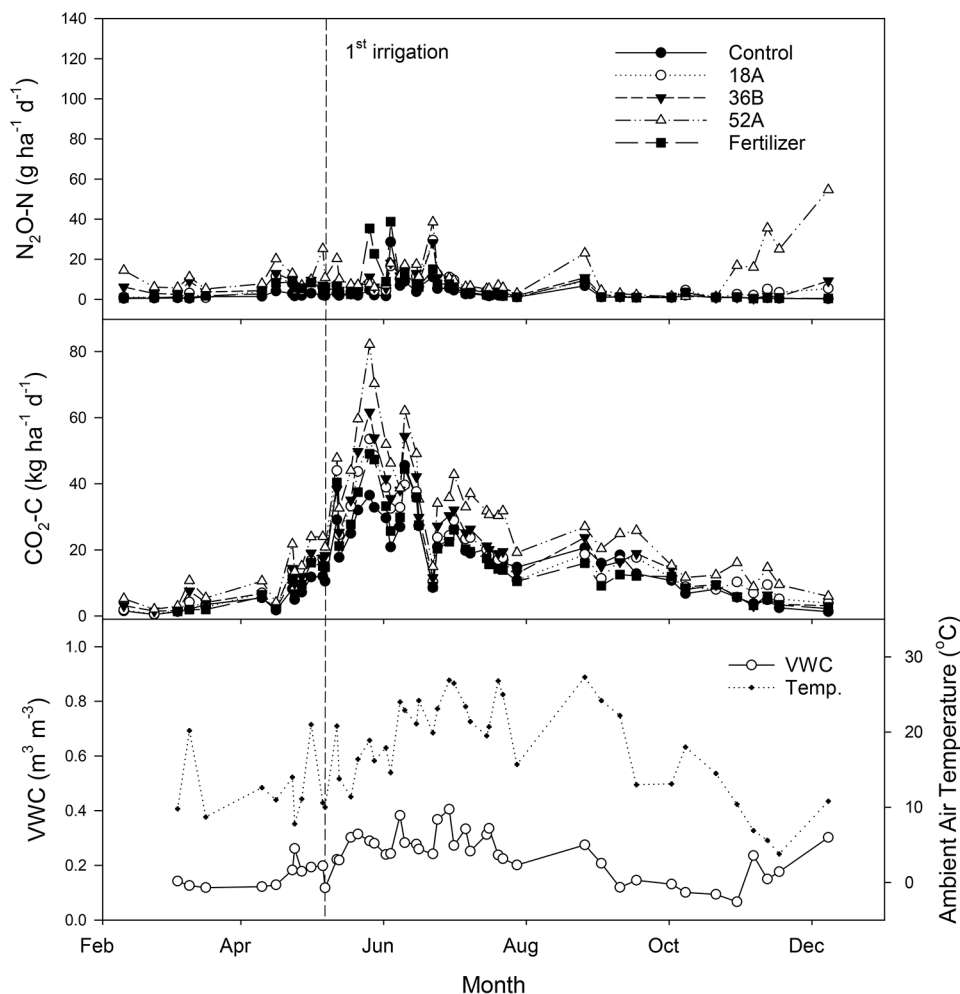 140
120
100
80
60
40
20
0
N₂O-N (g ha⁻¹ d⁻¹)
1ˢᵗ irrigation
Control
18A
36B
52A
Fertilizer
80
60
40
20
0
CO₂-C (kg ha⁻¹ d⁻¹)
1.0
0.8
0.6
0.4
0.2
0.0
VWC (m³ m⁻³)
VWC
Temp.
30
20
10
0
Ambient Air Temperature (°C)
Feb Apr Jun Aug Oct Dec
Month